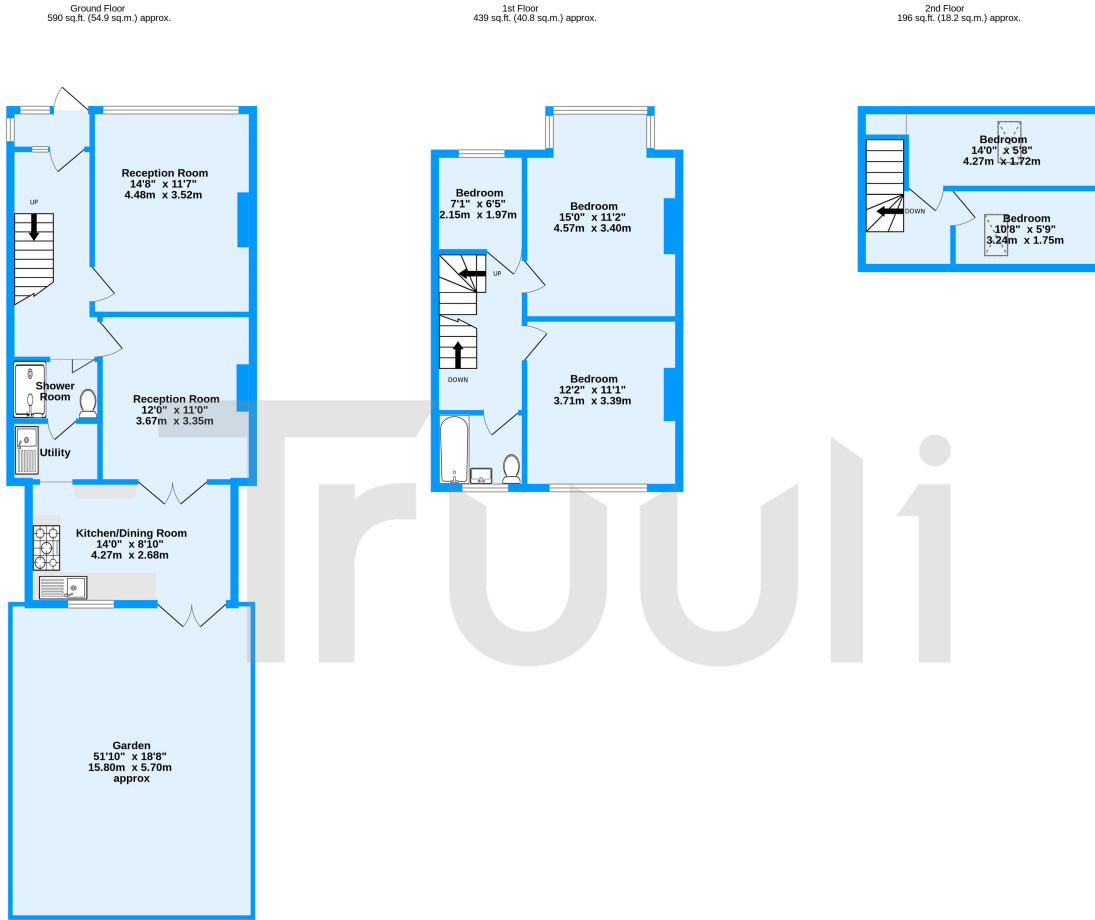 Ground Floor
590 sq.ft. (54.9 sq.m.) approx.
1st Floor
439 sq.ft. (40.8 sq.m.) approx.
2nd Floor
196 sq.ft. (18.2 sq.m.) approx.
Reception Room
14'8" x 11'7"
4.48m x 3.52m
UP
Shower
Room
Reception Room
12'0" x 11'0"
3.67m x 3.35m
Utility
Kitchen/Dining Room
14'0" x 8'10"
4.27m x 2.68m
Garden
51'10" x 18'8"
15.80m x 5.70m
approx
Bedroom
7'1" x 6'5"
2.15m x 1.97m
Bedroom
15'0" x 11'2"
4.57m x 3.40m
UP
DOWN
Bedroom
12'2" x 11'1"
3.71m x 3.39m
Bedroom
14'0" x 5'8"
4.27m x 1.72m
DOWN
Bedroom
10'8" x 5'9"
3.24m x 1.75m
Truuli